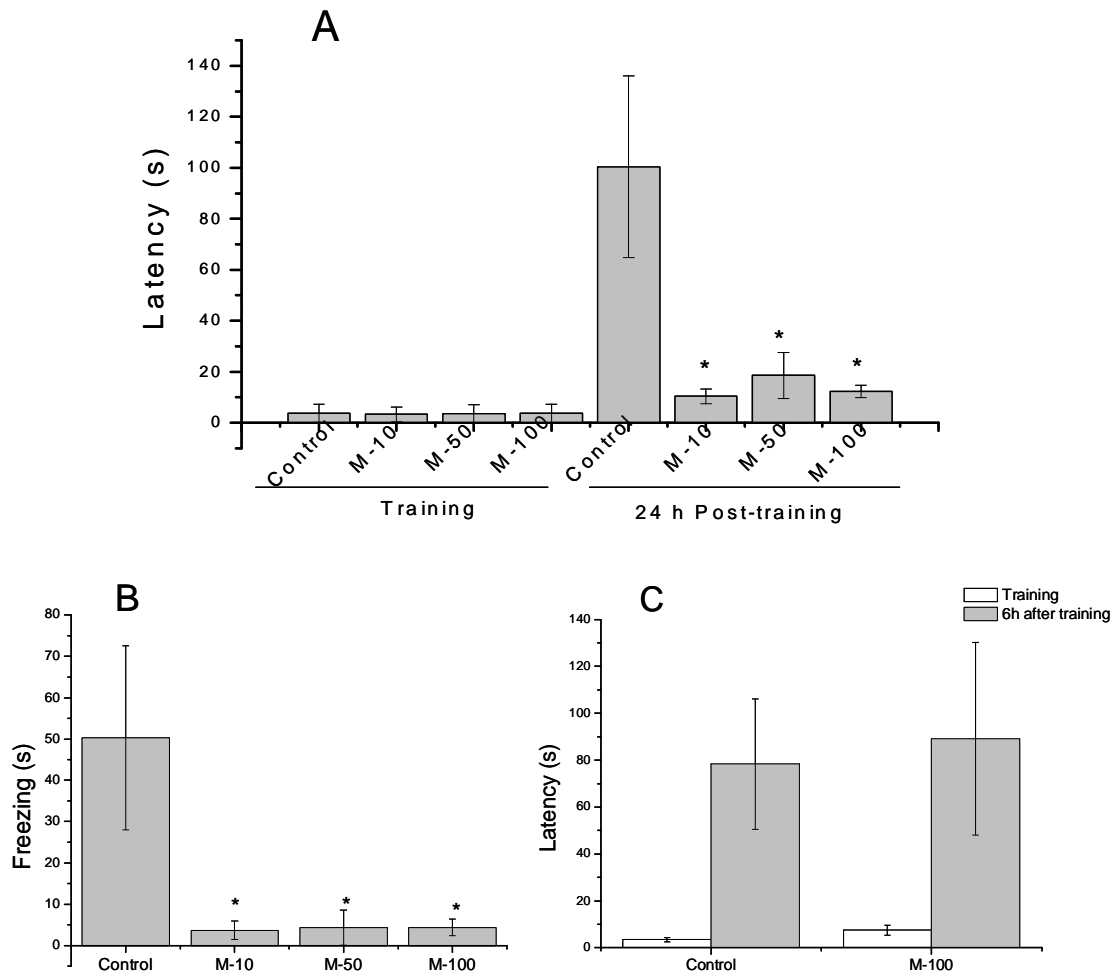 A
Latency (s)
140
120
100
80
60
40
20
0
Control
M-10
M-50
M-100
Control
M-10
M-50
M-100
*
*
*
Training
24 h Post-training
B
Freezing (s)
80
70
60
50
40
30
20
10
0
*
*
*
Control
M-10
M-50
M-100
C
Training
6h after training
Latency (s)
140
120
100
80
60
40
20
0
Control
M-100